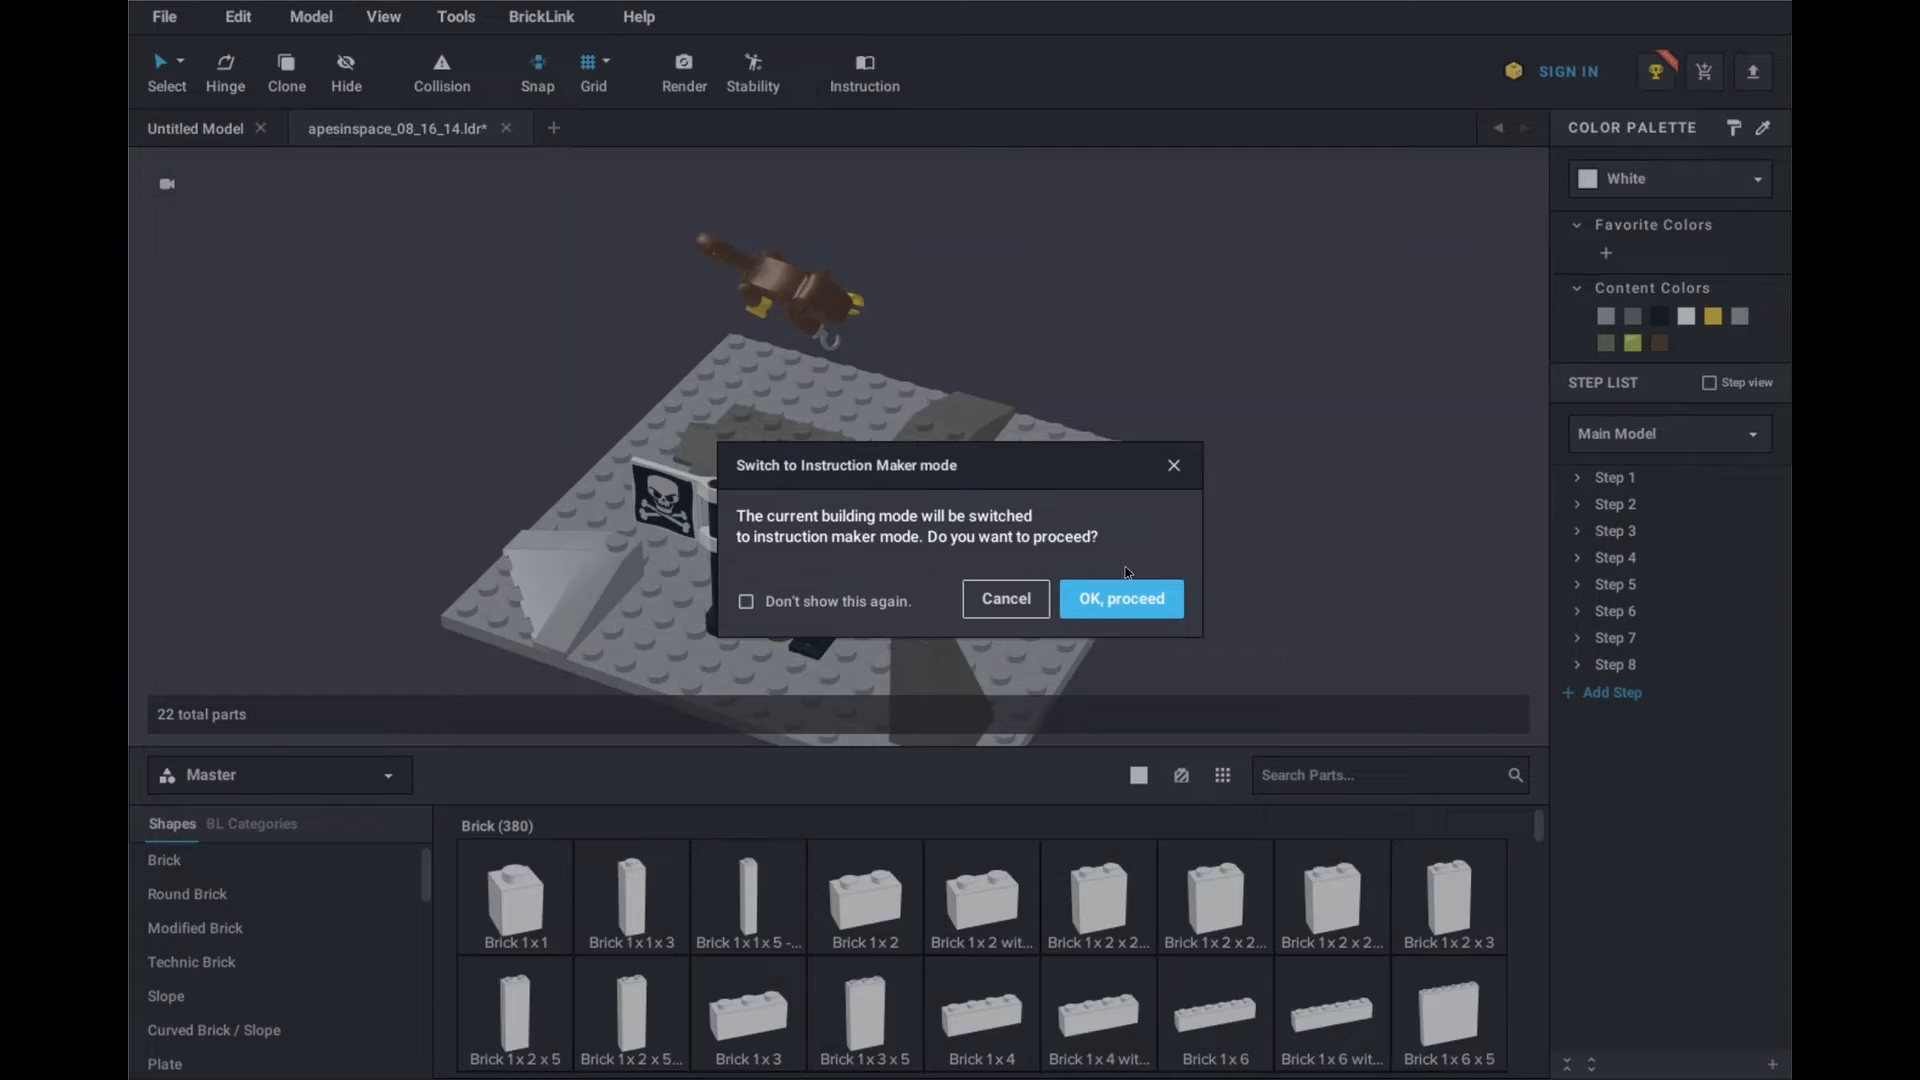 File Edit Model View Tools BrickLink Help
Select Hinge Clone Hide Collision Snap Grid Render Stability Instruction
SIGN IN
Untitled Model apesinspace_08_16_14.ldr*
COLOR PALETTE
White
Favorite Colors
Content Colors
STEP LIST Step view
Main Model
Step 1
Step 2
Step 3
Step 4
Step 5
Step 6
Step 7
Step 8
Add Step
Switch to Instruction Maker mode
The current building mode will be switched
to instruction maker mode. Do you want to proceed?
Don't show this again. Cancel OK, proceed
22 total parts
Master Search Parts...
Shapes BL Categories
Brick
Round Brick
Modified Brick
Technic Brick
Slope
Curved Brick / Slope
Plate
Brick (380)
Brick 1 x 1 Brick 1 x 1 x 3 Brick 1 x 1 x 5 -... Brick 1 x 2 Brick 1 x 2 wit... Brick 1 x 2 x 2... Brick 1 x 2 x 2... Brick 1 x 2 x 2... Brick 1 x 2 x 3
Brick 1 x 2 x 5 Brick 1 x 2 x 5... Brick 1 x 3 Brick 1 x 3 x 5 Brick 1 x 4 Brick 1 x 4 wit... Brick 1 x 6 Brick 1 x 6 wit... Brick 1 x 6 x 5